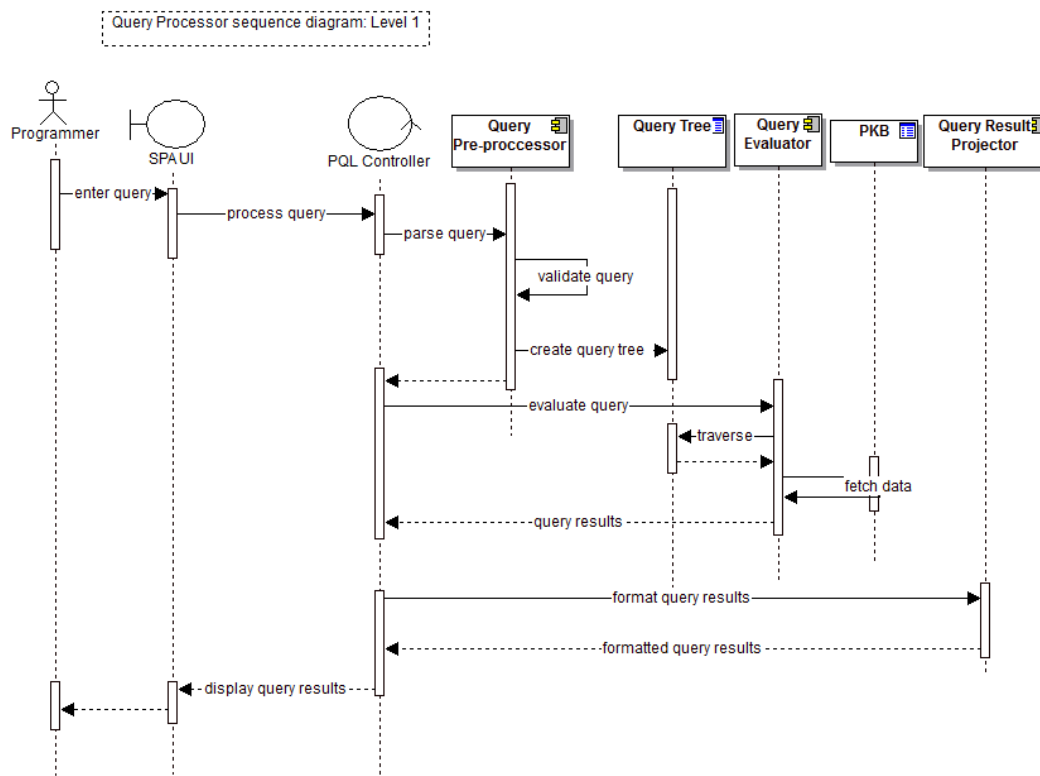 Query Processor sequence diagram: Level 1
Programmer
SPA UI
PQL Controller
Query
Pre-proccessor
Query Tree
Query
Evaluator
PKB
Query Result
Projector
enter query
process query
parse query
validate query
create query tree
evaluate query
traverse
fetch data
query results
format query results
formatted query results
display query results